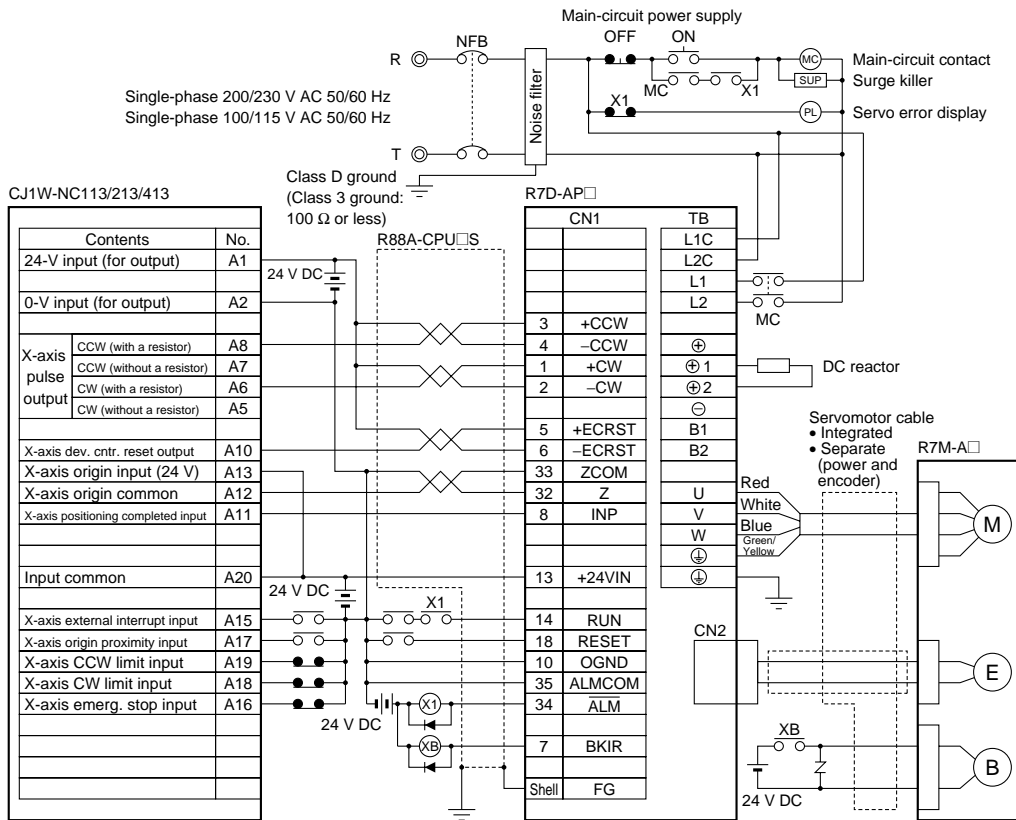 Main-circuit power supply
OFF ON
R NFB
MC Main-circuit contact
SUP Surge killer
MC X1
Single-phase 200/230 V AC 50/60 Hz
Single-phase 100/115 V AC 50/60 Hz
Noise filter
X1
PL Servo error display
T
Class D ground
(Class 3 ground:
100 Ω or less)
CJ1W-NC113/213/413
R7D-AP□
R88A-CPU□S
CN1 TB
Contents No.
24-V input (for output) A1
24 V DC
0-V input (for output) A2
X-axis pulse output
CCW (with a resistor) A8
CCW (without a resistor) A7
CW (with a resistor) A6
CW (without a resistor) A5
X-axis dev. cntr. reset output A10
X-axis origin input (24 V) A13
X-axis origin common A12
X-axis positioning completed input A11
Input common A20
24 V DC
X-axis external interrupt input A15
X-axis origin proximity input A17
X-axis CCW limit input A19
X-axis CW limit input A18
X-axis emerg. stop input A16
X1
24 V DC
X1
XB
3 +CCW
4 −CCW
1 +CW
2 −CW
5 +ECRST
6 −ECRST
33 ZCOM
32 Z
8 INP
13 +24VIN
14 RUN
18 RESET
10 OGND
35 ALMCOM
34 ALM
7 BKIR
Shell FG
L1C
L2C
L1
L2
MC
⊕
⊕ 1
⊕ 2
⊖
B1
B2
U
V
W
DC reactor
Servomotor cable
• Integrated
• Separate
(power and
encoder)
R7M-A□
Red
White
Blue
Green/
Yellow
M
CN2
E
XB
24 V DC
B